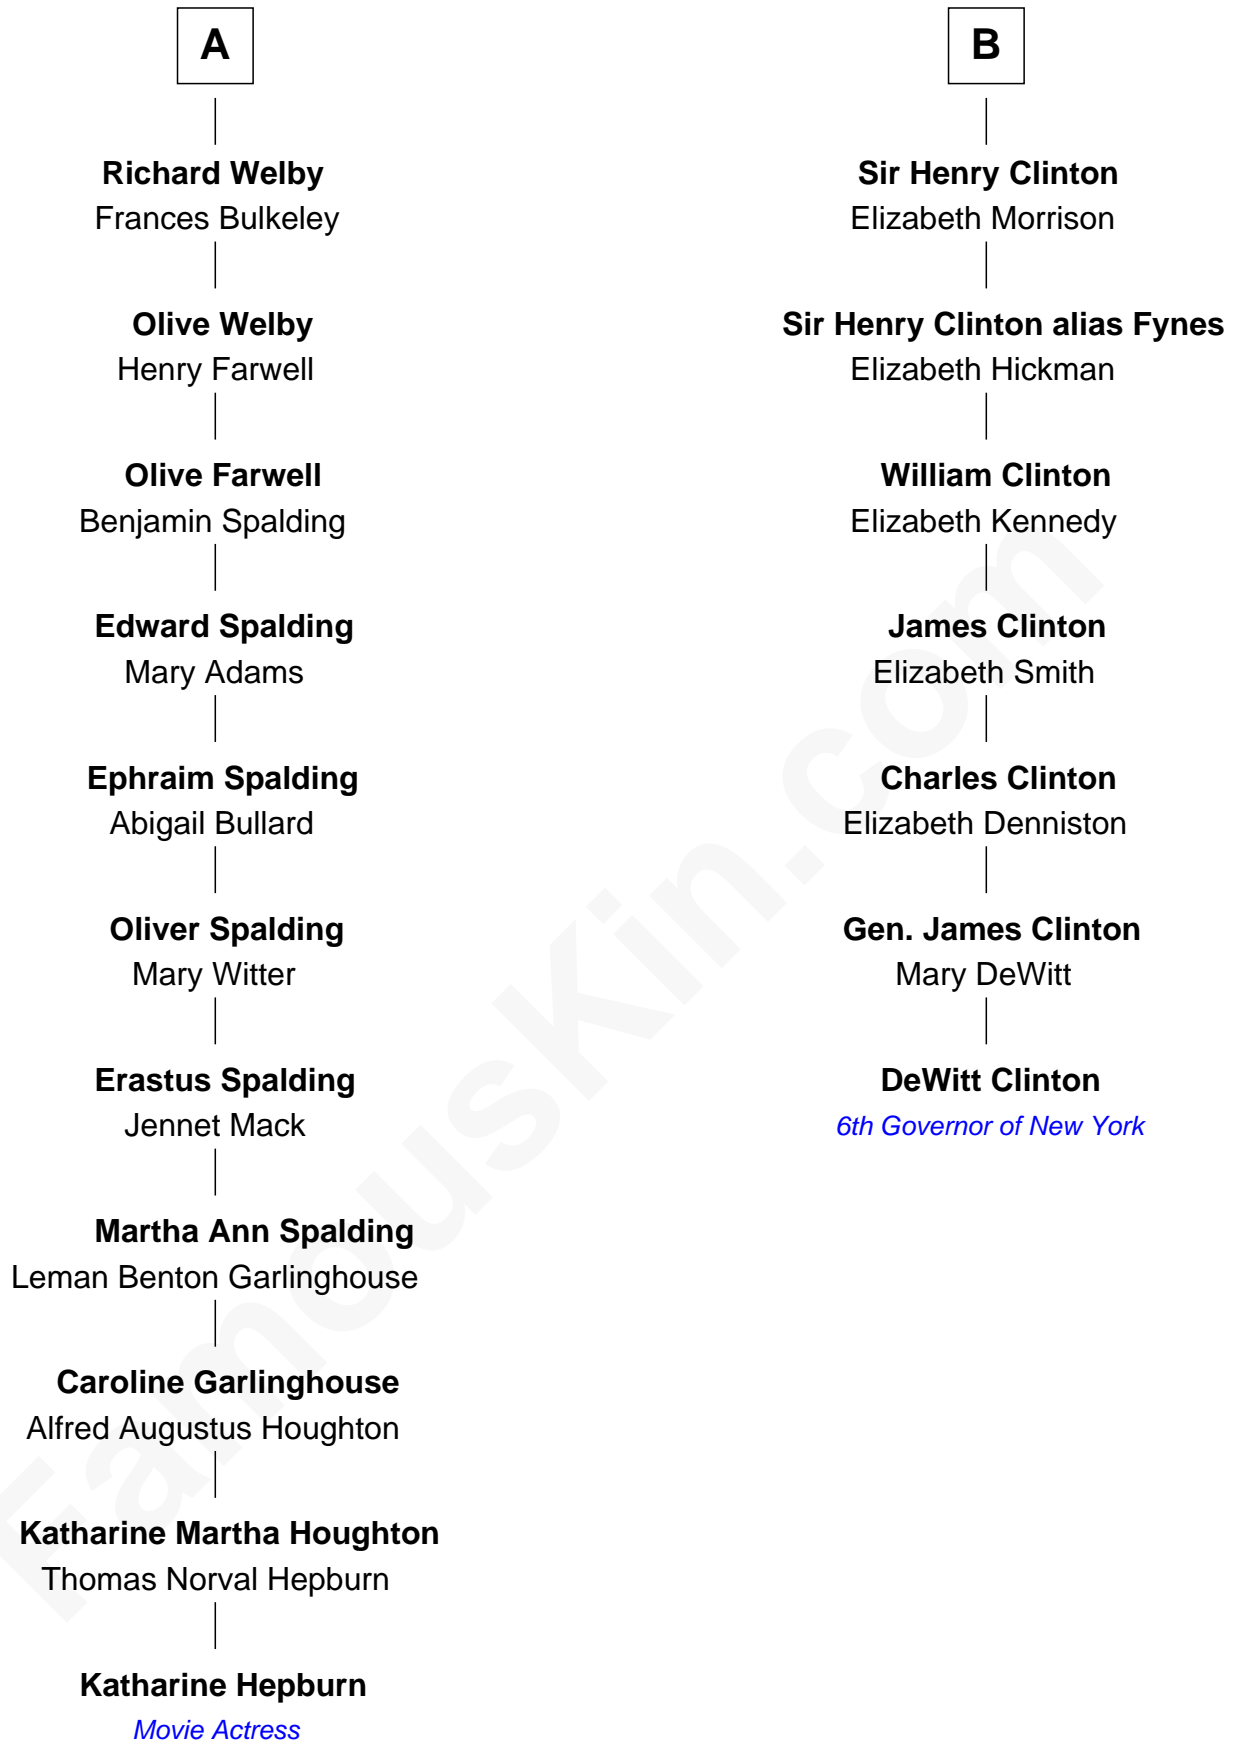 A
Richard Welby
Frances Bulkeley
Olive Welby
Henry Farwell
Olive Farwell
Benjamin Spalding
Edward Spalding
Mary Adams
Ephraim Spalding
Abigail Bullard
Oliver Spalding
Mary Witter
Erastus Spalding
Jennet Mack
Martha Ann Spalding
Leman Benton Garlinghouse
Caroline Garlinghouse
Alfred Augustus Houghton
Katharine Martha Houghton
Thomas Norval Hepburn
Katharine Hepburn
Movie Actress
B
Sir Henry Clinton
Elizabeth Morrison
Sir Henry Clinton alias Fynes
Elizabeth Hickman
William Clinton
Elizabeth Kennedy
James Clinton
Elizabeth Smith
Charles Clinton
Elizabeth Denniston
Gen. James Clinton
Mary DeWitt
DeWitt Clinton
6th Governor of New York
FamousKin.com